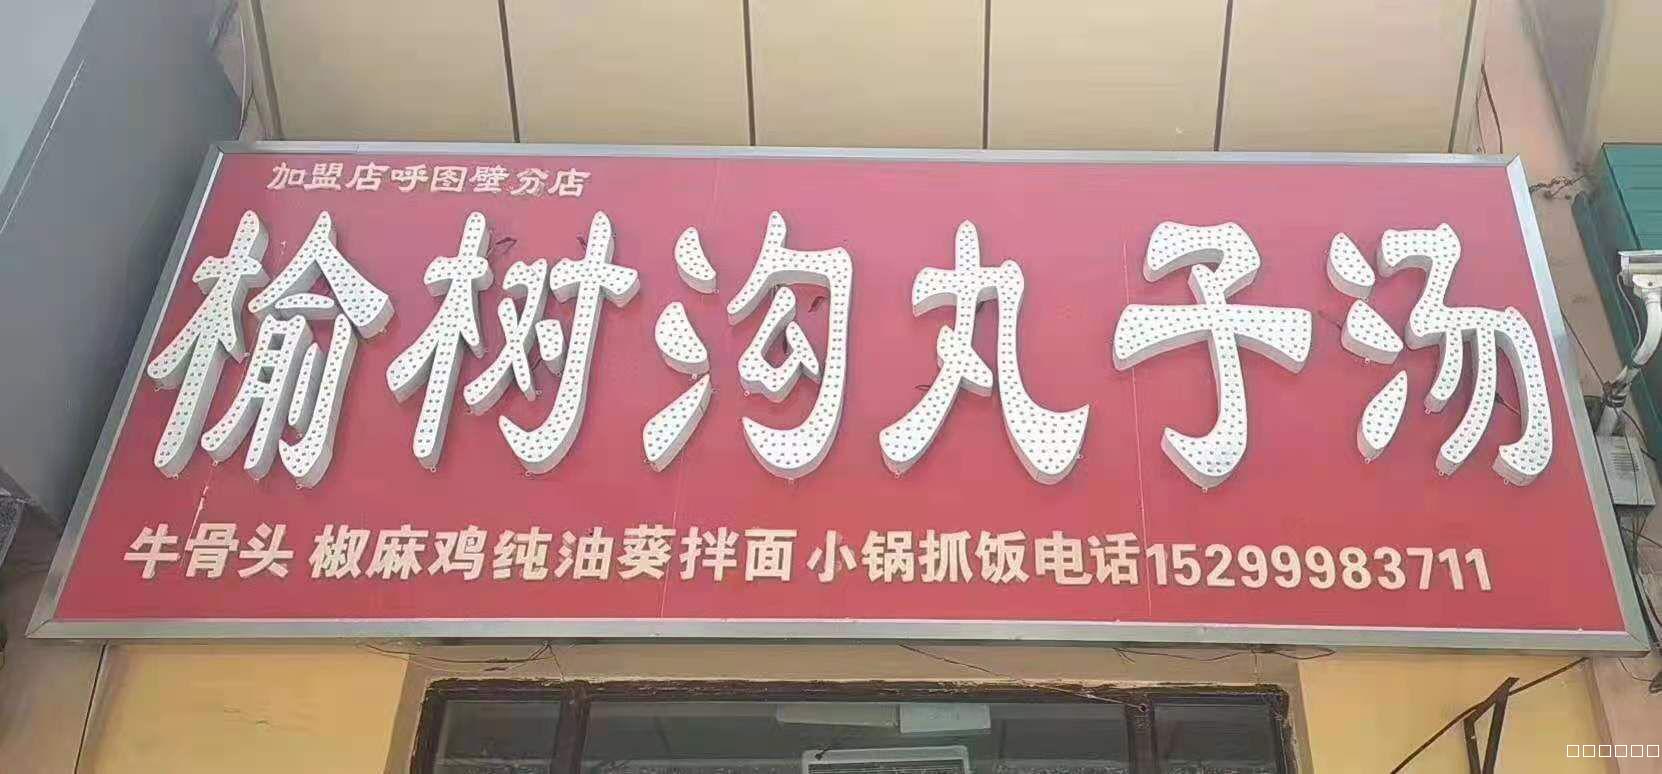 加盟店呼图壁分店
榆树沟丸子汤
牛骨头 椒麻鸡纯油葵拌面 小锅抓饭电话15299983711